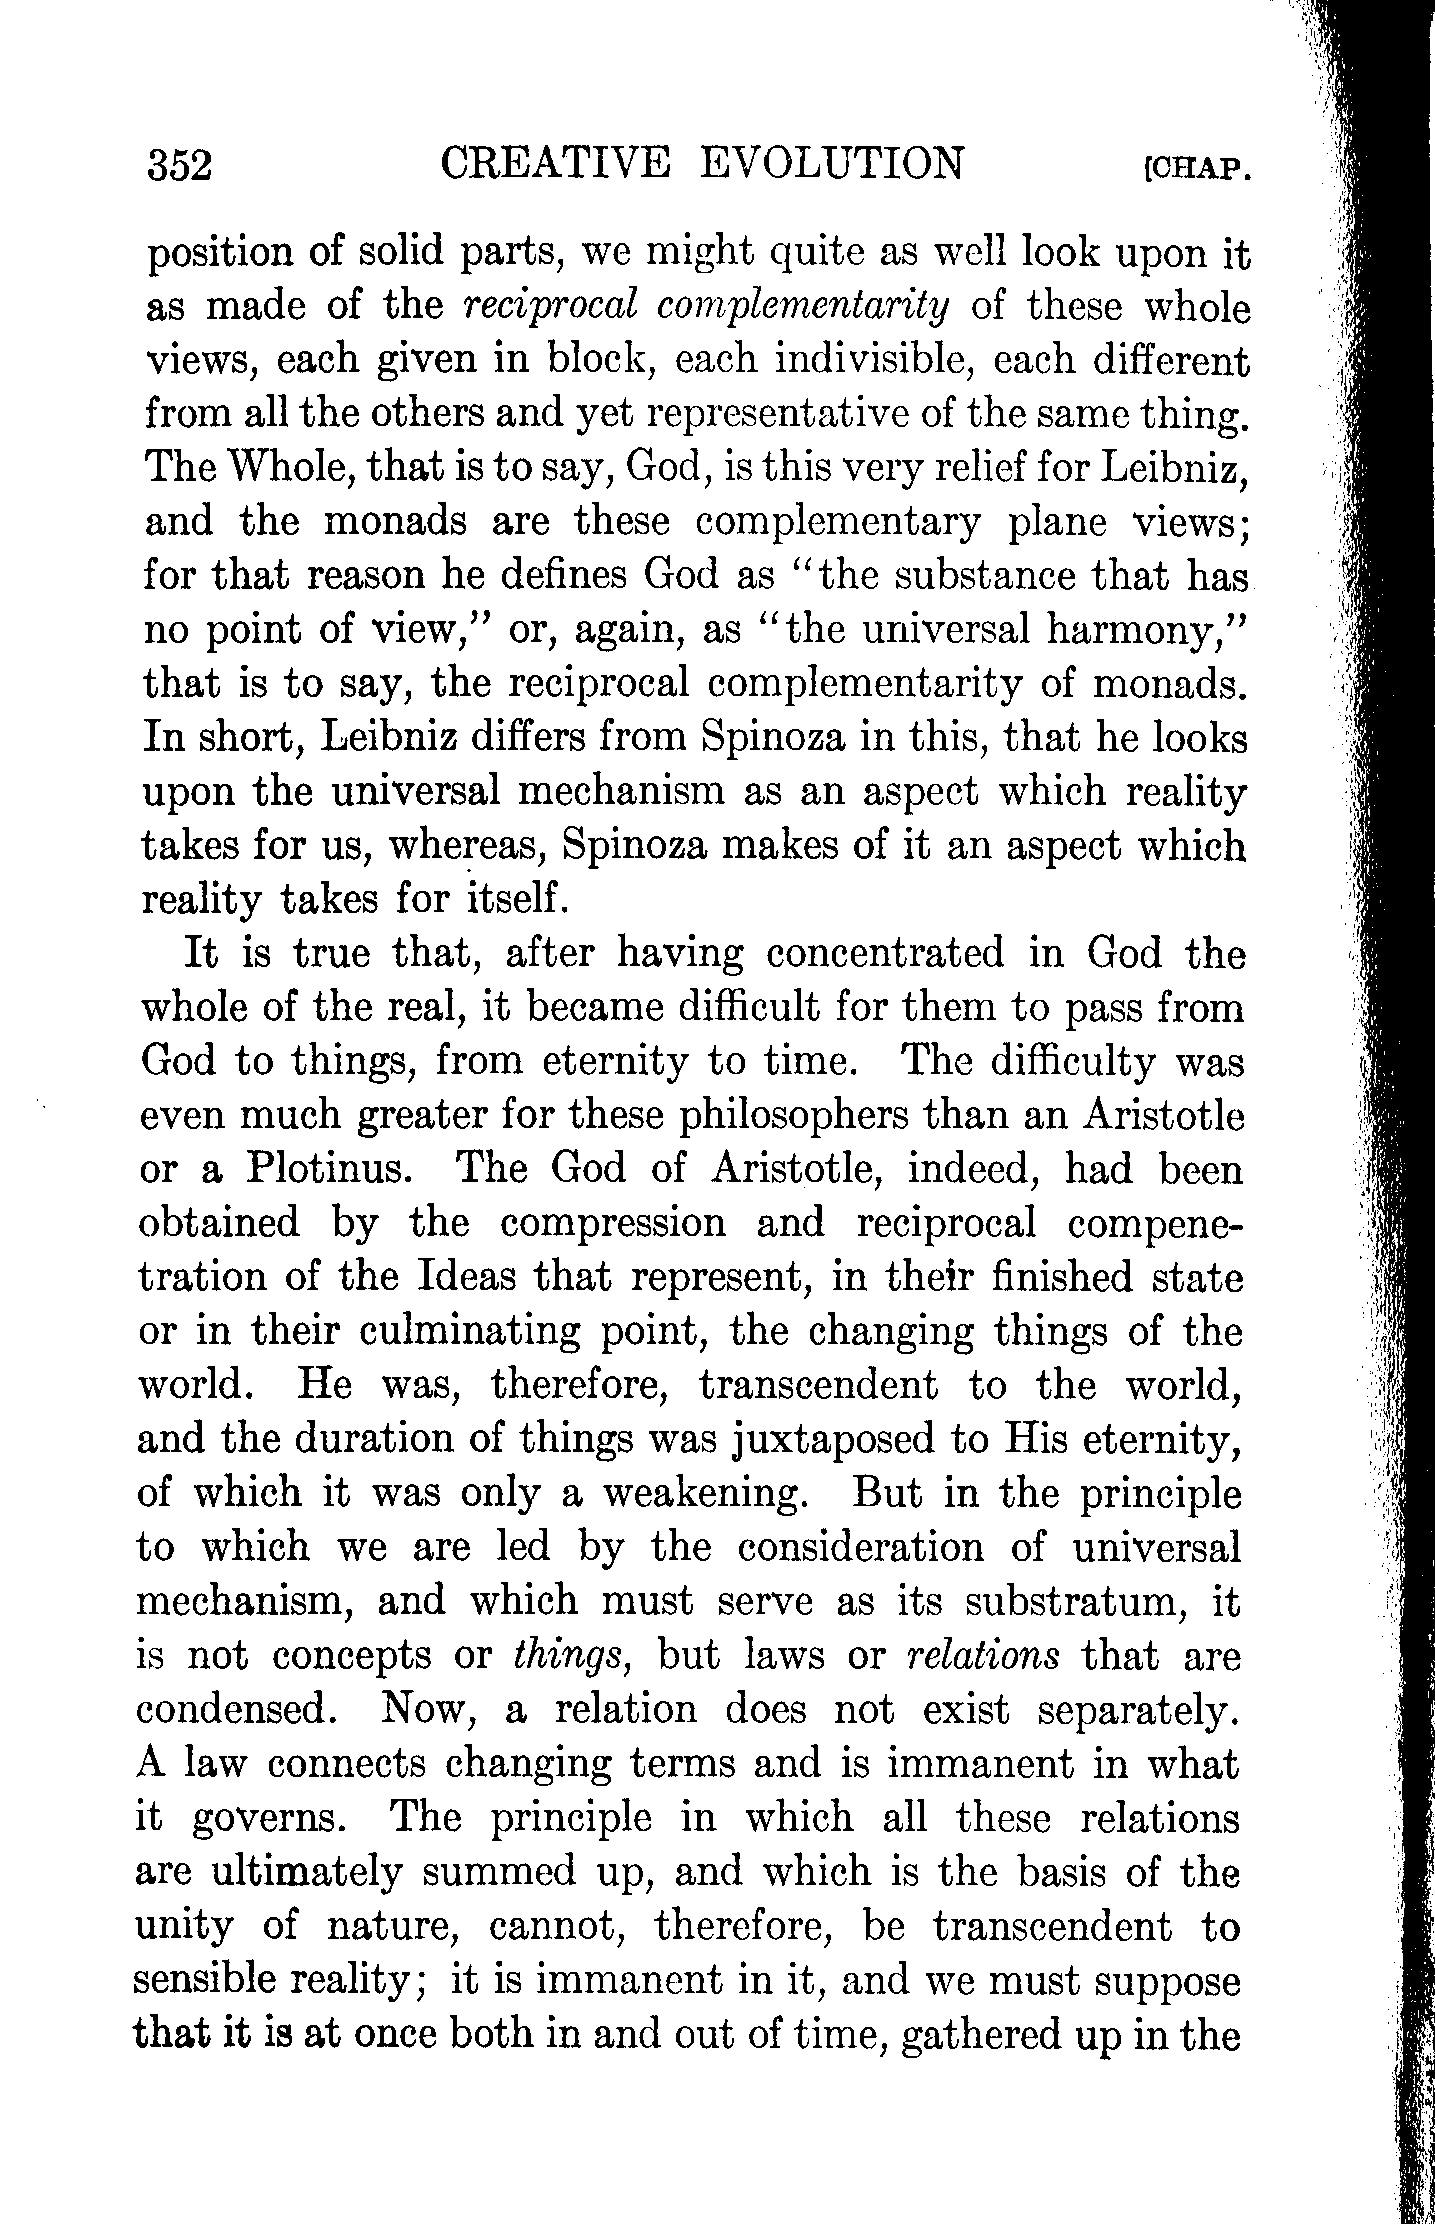 352 CREATIVE EVOLUTION [CHAP.
position of solid parts, we might quite as well look upon it
as made of the reciprocal complementarity of these whole
views, each given in block, each indivisible, each different
from all the others and yet representative of the same thing.
The Whole, that is to say, God, is this very relief for Leibniz,
and the monads are these complementary plane views;
for that reason he defines God as “the substance that has
no point of view,” or, again, as “the universal harmony,”
that is to say, the reciprocal complementarity of monads.
In short, Leibniz differs from Spinoza in this, that he looks
upon the universal mechanism as an aspect which reality
takes for us, whereas, Spinoza makes of it an aspect which
reality takes for itself.
It is true that, after having concentrated in God the
whole of the real, it became difficult for them to pass from
God to things, from eternity to time. The difficulty was
even much greater for these philosophers than an Aristotle
or a Plotinus. The God of Aristotle, indeed, had been
obtained by the compression and reciprocal compene-
tration of the Ideas that represent, in their finished state
or in their culminating point, the changing things of the
world. He was, therefore, transcendent to the world,
and the duration of things was juxtaposed to His eternity,
of which it was only a weakening. But in the principle
to which we are led by the consideration of universal
mechanism, and which must serve as its substratum, it
is not concepts or things, but laws or relations that are
condensed. Now, a relation does not exist separately.
A law connects changing terms and is immanent in what
it governs. The principle in which all these relations
are ultimately summed up, and which is the basis of the
unity of nature, cannot, therefore, be transcendent to
sensible reality; it is immanent in it, and we must suppose
that it is at once both in and out of time, gathered up in the